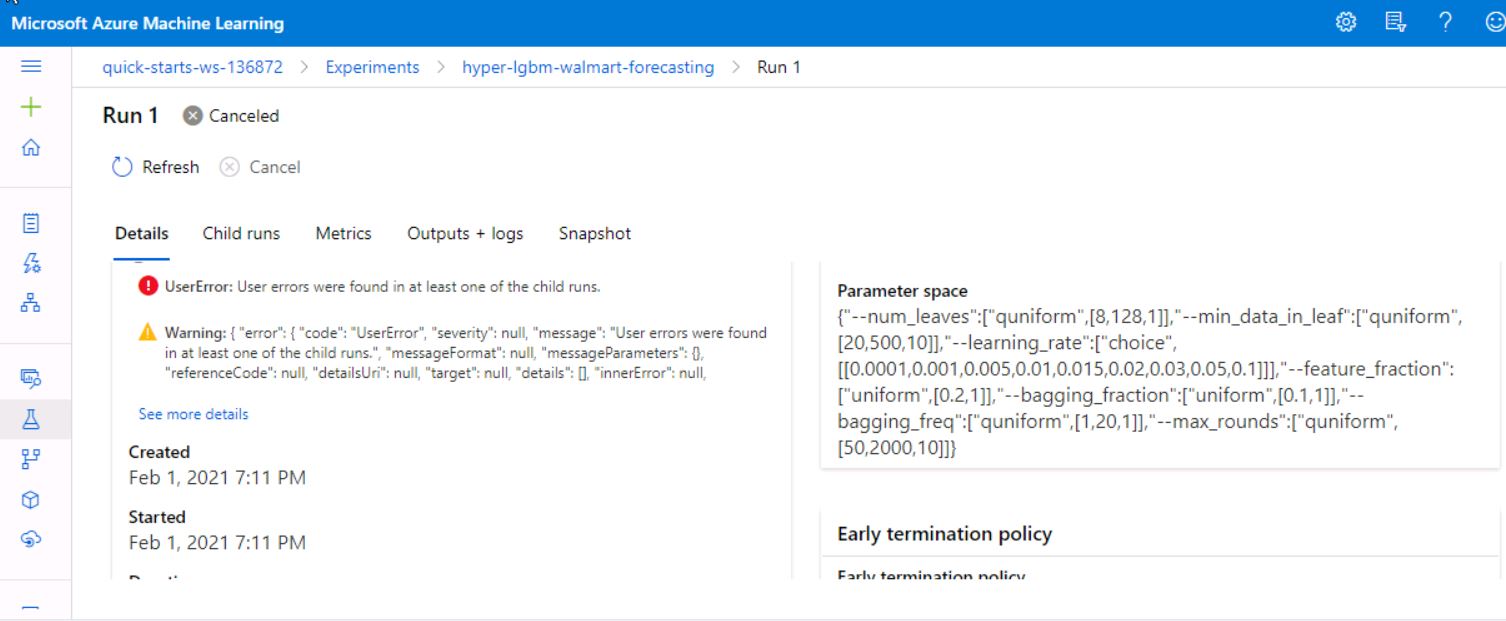 Microsoft Azure Machine Learning
quick-starts-ws-136872 > Experiments > hyper-lgbm-walmart-forecasting > Run 1
Run 1 Canceled
Refresh Cancel
Details Child runs Metrics Outputs + logs Snapshot
UserError: User errors were found in at least one of the child runs.
Warning: { "error": { "code": "UserError", "severity": null, "message": "User errors were found
in at least one of the child runs.", "messageFormat": null, "messageParameters": {},
"referenceCode": null, "detailsUri": null, "target": null, "details": [], "innerError": null,
See more details
Created
Feb 1, 2021 7:11 PM
Started
Feb 1, 2021 7:11 PM
Parameter space
{"--num_leaves":["quniform",[8,128,1]],"--min_data_in_leaf":["quniform",
[20,500,10]],"--learning_rate":["choice",
[[0.0001,0.001,0.005,0.01,0.015,0.02,0.03,0.05,0.1]]],"--feature_fraction":
["uniform",[0.2,1]],"--bagging_fraction":["uniform",[0.1,1]],"--
bagging_freq":["quniform",[1,20,1]],"--max_rounds":["quniform",
[50,2000,10]]}
Early termination policy
Early termination policy